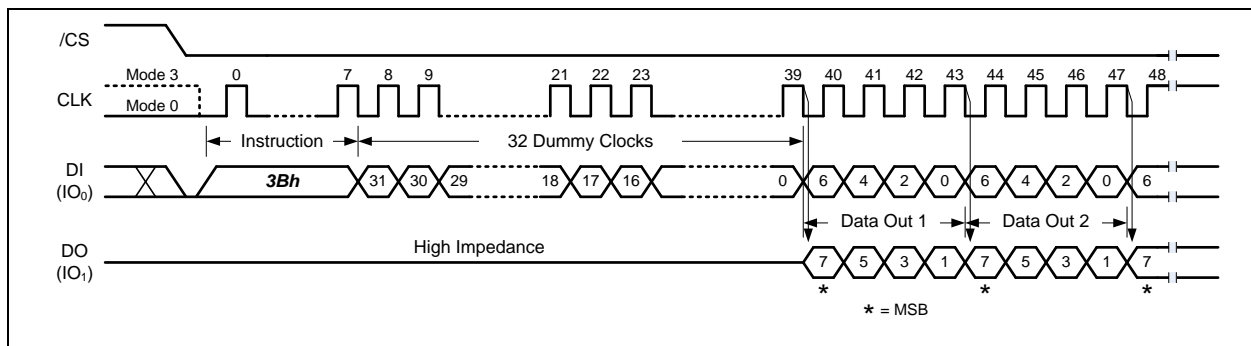 /CS
Mode 3 0 7 8 9 21 22 23 39 40 41 42 43 44 45 46 47 48
CLK
Mode 0
Instruction 32 Dummy Clocks
DI
(IO0)
3Bh 31 30 29 18 17 16 0 6 4 2 0 6 4 2 0 6
Data Out 1 Data Out 2
High Impedance
DO
(IO1)
7 5 3 1 7 5 3 1 7
* * *
* = MSB